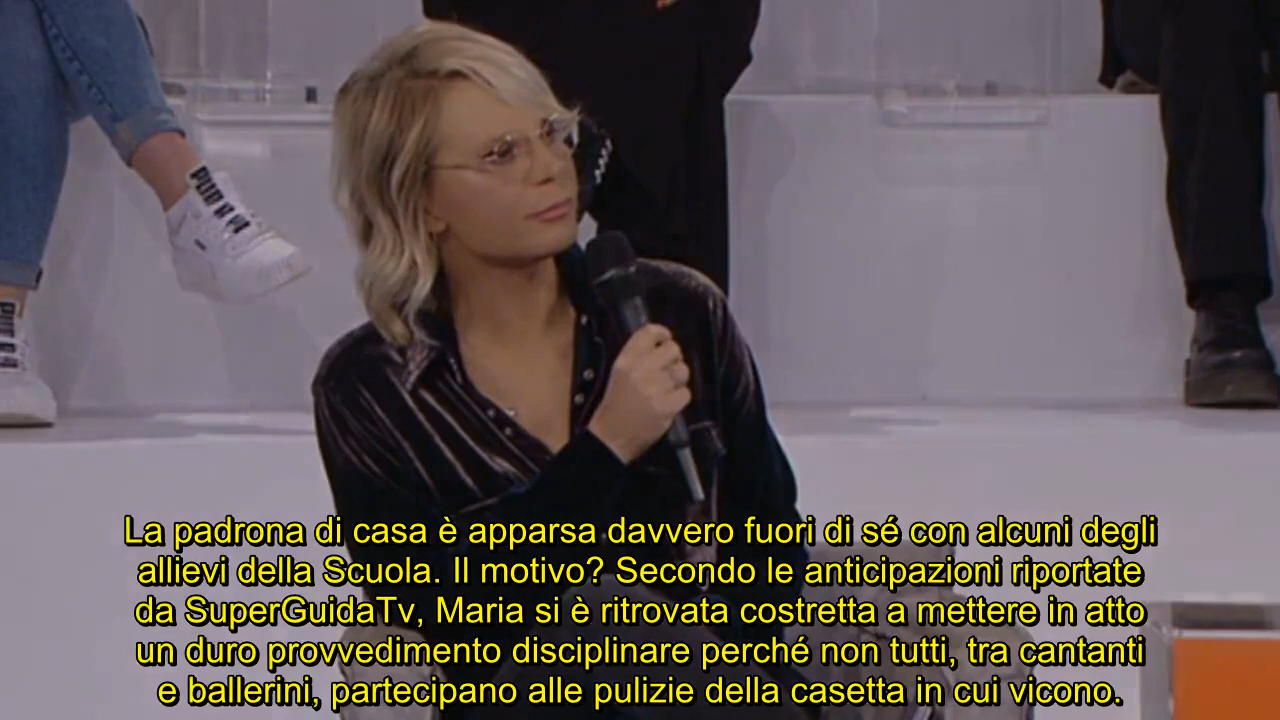 PUMA
PUMA
La padrona di casa è apparsa davvero fuori di sé con alcuni degli
allievi della Scuola. Il motivo? Secondo le anticipazioni riportate
da SuperGuidaTv, Maria si è ritrovata costretta a mettere in atto
un duro provvedimento disciplinare perché non tutti, tra cantanti
e ballerini, partecipano alle pulizie della casetta in cui vicono.